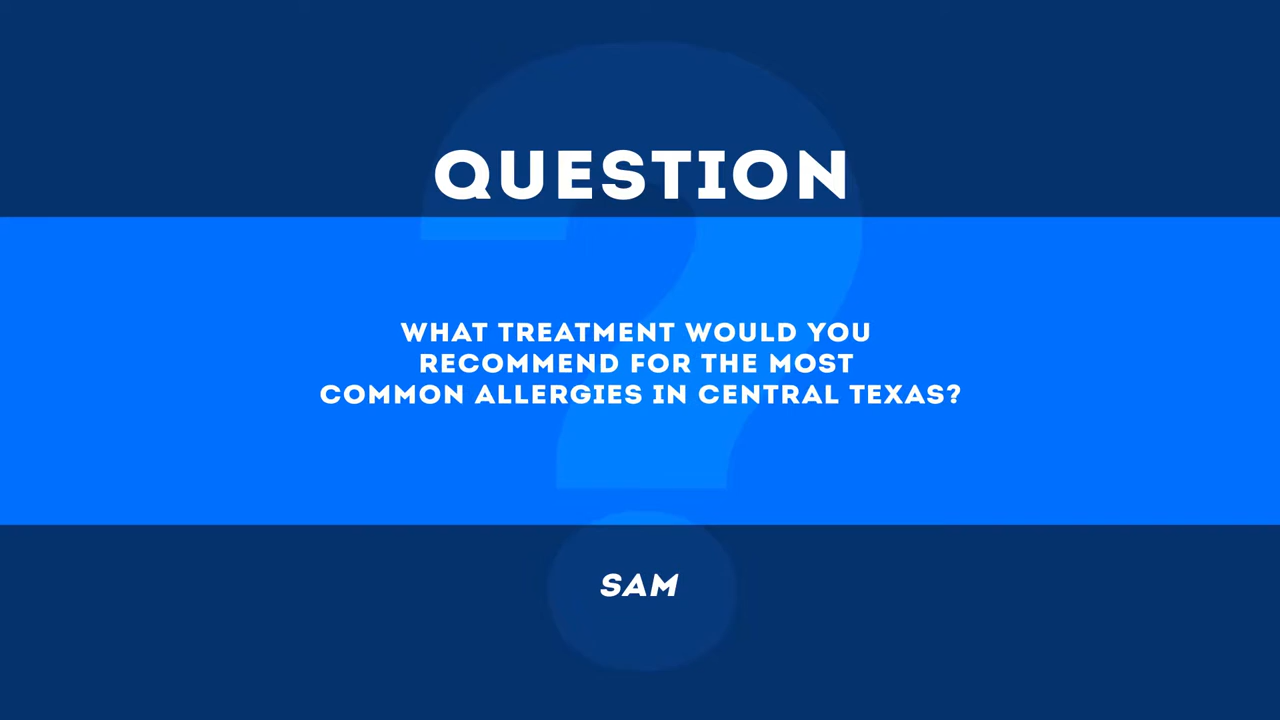 QUESTION
WHAT TREATMENT WOULD YOU
RECOMMEND FOR THE MOST
COMMON ALLERGIES IN CENTRAL TEXAS?
SAM